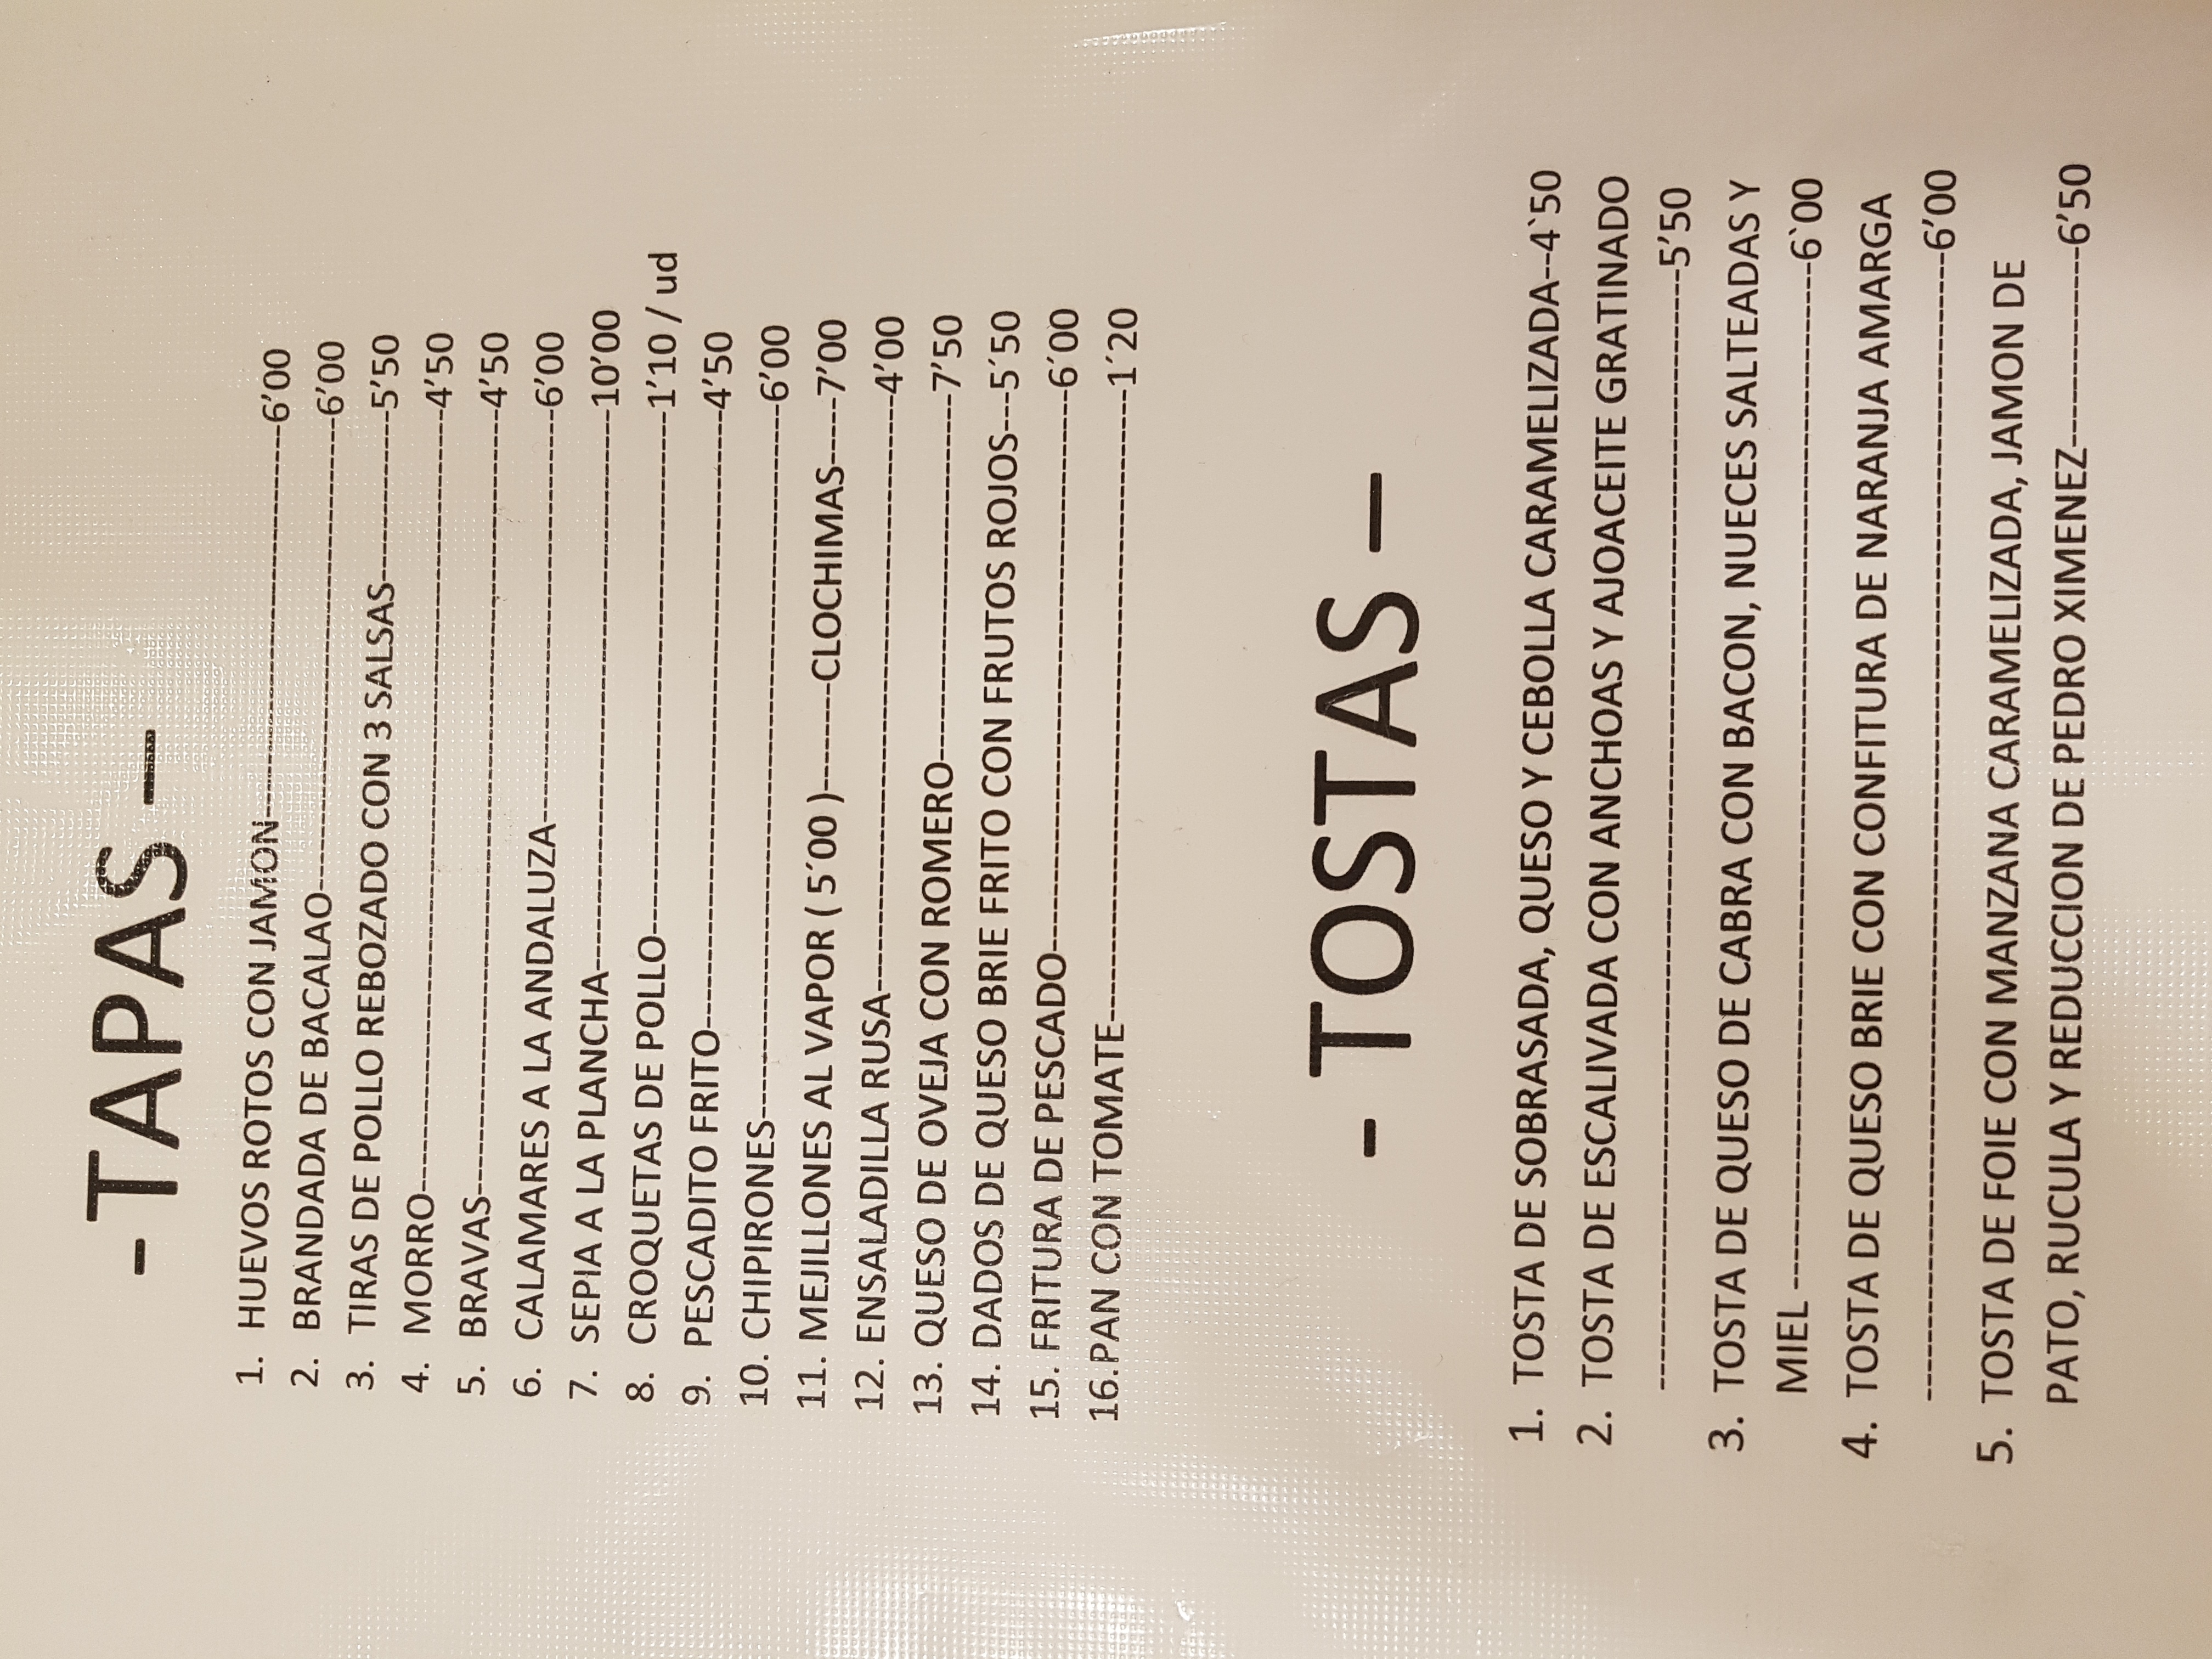 - TAPAS –
1. HUEVOS ROTOS CON JAMON-----------------------------------6’00
2. BRANDADA DE BACALAO------------------------------------------6’00
3. TIRAS DE POLLO REBOZADO CON 3 SALSAS--------------5’50
4. MORRO-----------------------------------------------------------------4’50
5. BRAVAS-----------------------------------------------------------------4’50
6. CALAMARES A LA ANDALUZA-----------------------------------6’00
7. SEPIA A LA PLANCHA------------------------------------------------10’00
8. CROQUETAS DE POLLO---------------------------------------------1’10 / ud
9. PESCADITO FRITO-----------------------------------------------------4’50
10. CHIPIRONES-----------------------------------------------------------6’00
11. MEJILLONES AL VAPOR ( 5´00 )---------CLOCHIMAS-----7’00
12. ENSALADILLA RUSA--------------------------------------------------4’00
13. QUESO DE OVEJA CON ROMERO------------------------------7’50
14. DADOS DE QUESO BRIE FRITO CON FRUTOS ROJOS---5´50
15. FRITURA DE PESCADO----------------------------------------------6´00
16.PAN CON TOMATE----------------------------------------------------1´20
- TOSTAS –
1. TOSTA DE SOBRASADA, QUESO Y CEBOLLA CARAMELIZADA--4`50
2. TOSTA DE ESCALIVADA CON ANCHOAS Y AJOACEITE GRATINADO
--------------------------------------------------------------------------5’50
3. TOSTA DE QUESO DE CABRA CON BACON, NUECES SALTEADAS Y
MIEL --------------------------------------------------------------------6`00
4. TOSTA DE QUESO BRIE CON CONFITURA DE NARANJA AMARGA
--------------------------------------------------------------------------6’00
5. TOSTA DE FOIE CON MANZANA CARAMELIZADA, JAMON DE
PATO, RUCULA Y REDUCCION DE PEDRO XIMENEZ-------------6’50